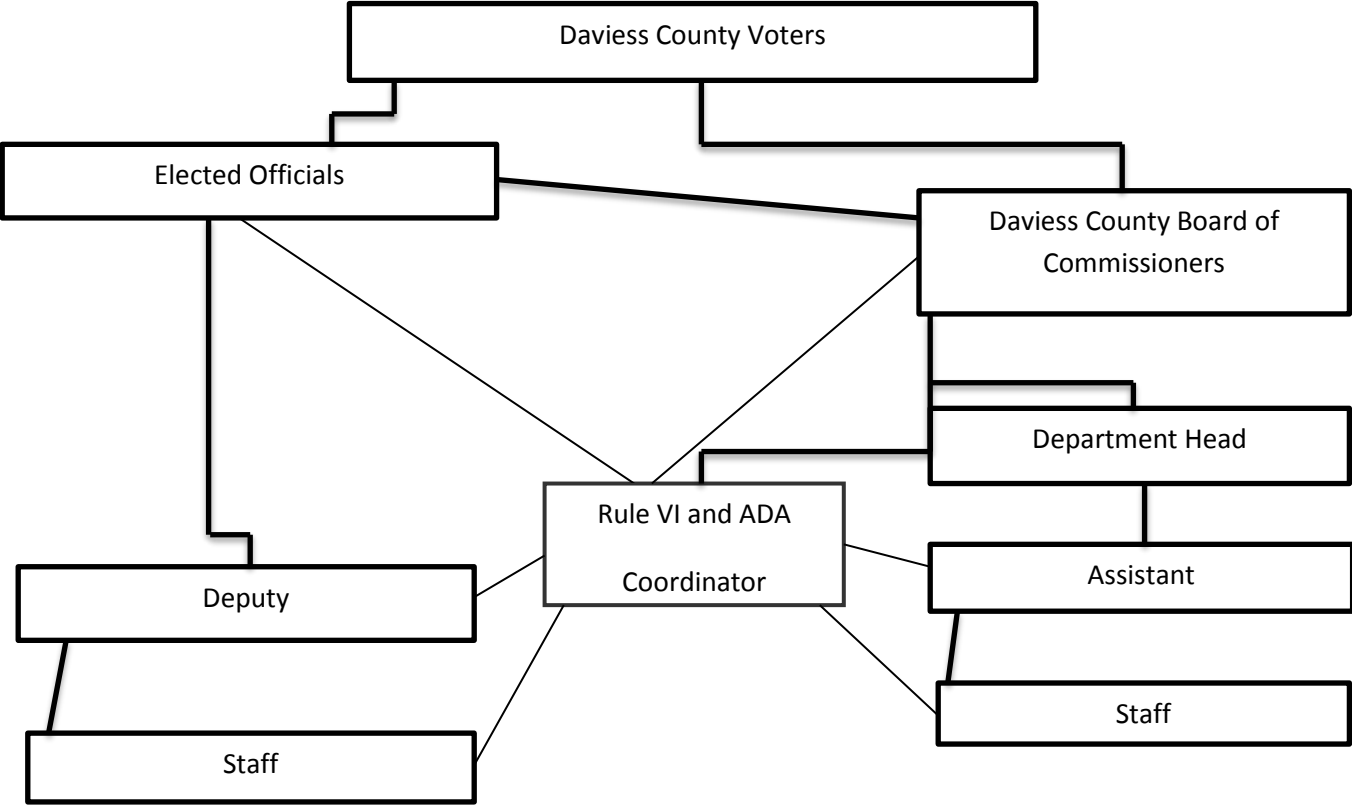 Daviess County Voters
Elected Officials
Daviess County Board of
Commissioners
Department Head
Rule VI and ADA
Coordinator
Assistant
Deputy
Staff
Staff